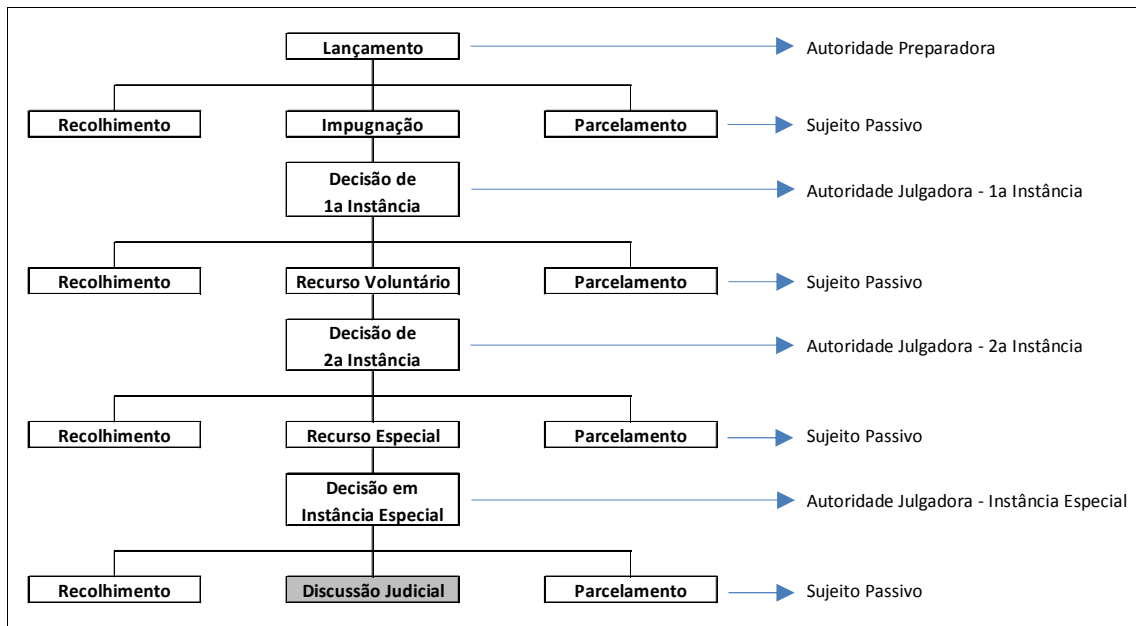 Lançamento
Autoridade Preparadora
Recolhimento
Impugnação
Parcelamento
Sujeito Passivo
Decisão de
1a Instância
Autoridade Julgadora - 1a Instância
Recolhimento
Recurso Voluntário
Parcelamento
Sujeito Passivo
Decisão de
2a Instância
Autoridade Julgadora - 2a Instância
Recolhimento
Recurso Especial
Parcelamento
Sujeito Passivo
Decisão em
Instância Especial
Autoridade Julgadora - Instância Especial
Recolhimento
Discussão Judicial
Parcelamento
Sujeito Passivo